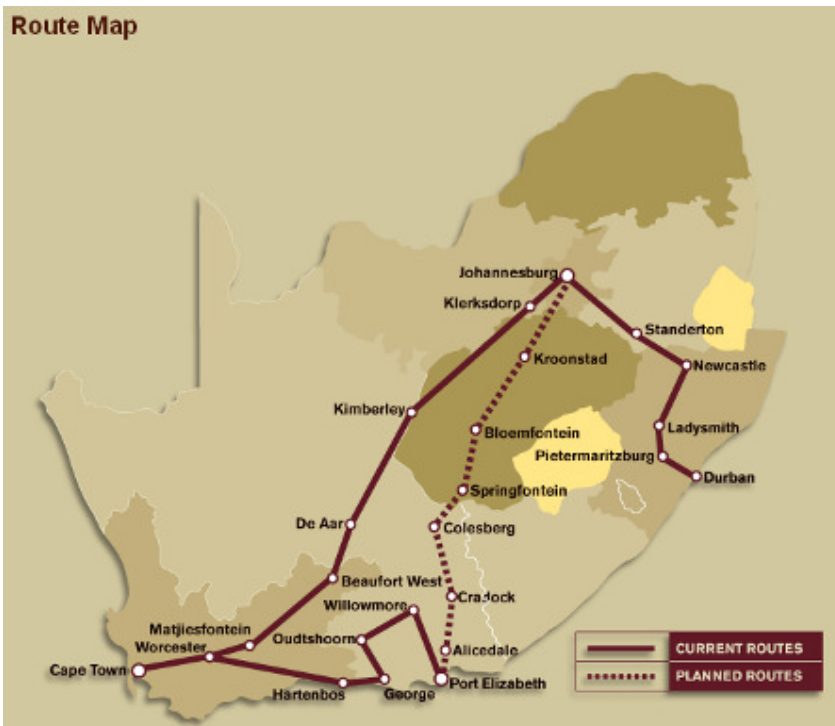 Route Map
Johannesburg
Klerksdorp
Standerton
Kroonstad
Newcastle
Kimberley
Ladysmith
Bloemfontein
Pietermaritzburg
Durban
Springfontein
De Aar
Colesberg
Beaufort West
Cradock
Willowmore
Matjiesfontein
Oudtshoorn
Worcester
Alicedale
CURRENT ROUTES
Cape Town
PLANNED ROUTES
Port Elizabeth
Hartenbos
George